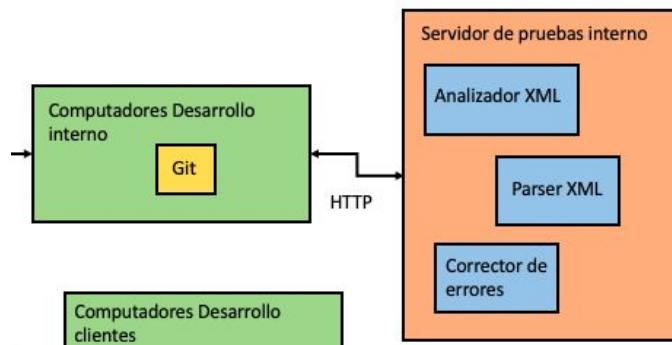 Servidor de pruebas interno
Analizador XML
Computadores Desarrollo
interno
Git
HTTP
Parser XML
Corrector de
errores
Computadores Desarrollo
clientes